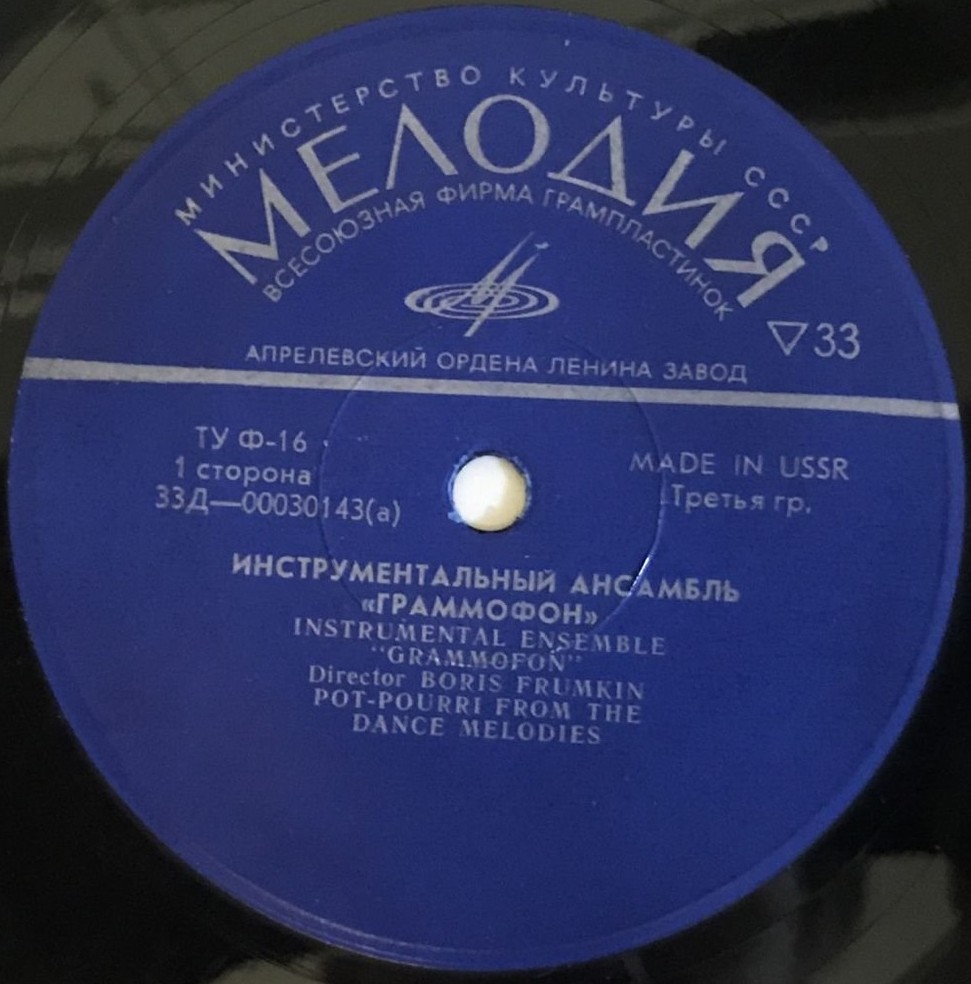 МИНИСТЕРСТВО КУЛЬТУРЫ СССР
МЕЛОДИЯ
ВСЕСОЮЗНАЯ ФИРМА ГРАМПЛАСТИНОК
▽33
АПРЕЛЕВСКИЙ ОРДЕНА ЛЕНИНА ЗАВОД
ТУ Ф-16
1 сторона
33Д—00030143(а)
MADE IN USSR
Третья гр.
ИНСТРУМЕНТАЛЬНЫЙ АНСАМБЛЬ
«ГРАММОФОН»
INSTRUMENTAL ENSEMBLE
"GRAMMOFON"
Director BORIS FRUMKIN
POT-POURRI FROM THE
DANCE MELODIES